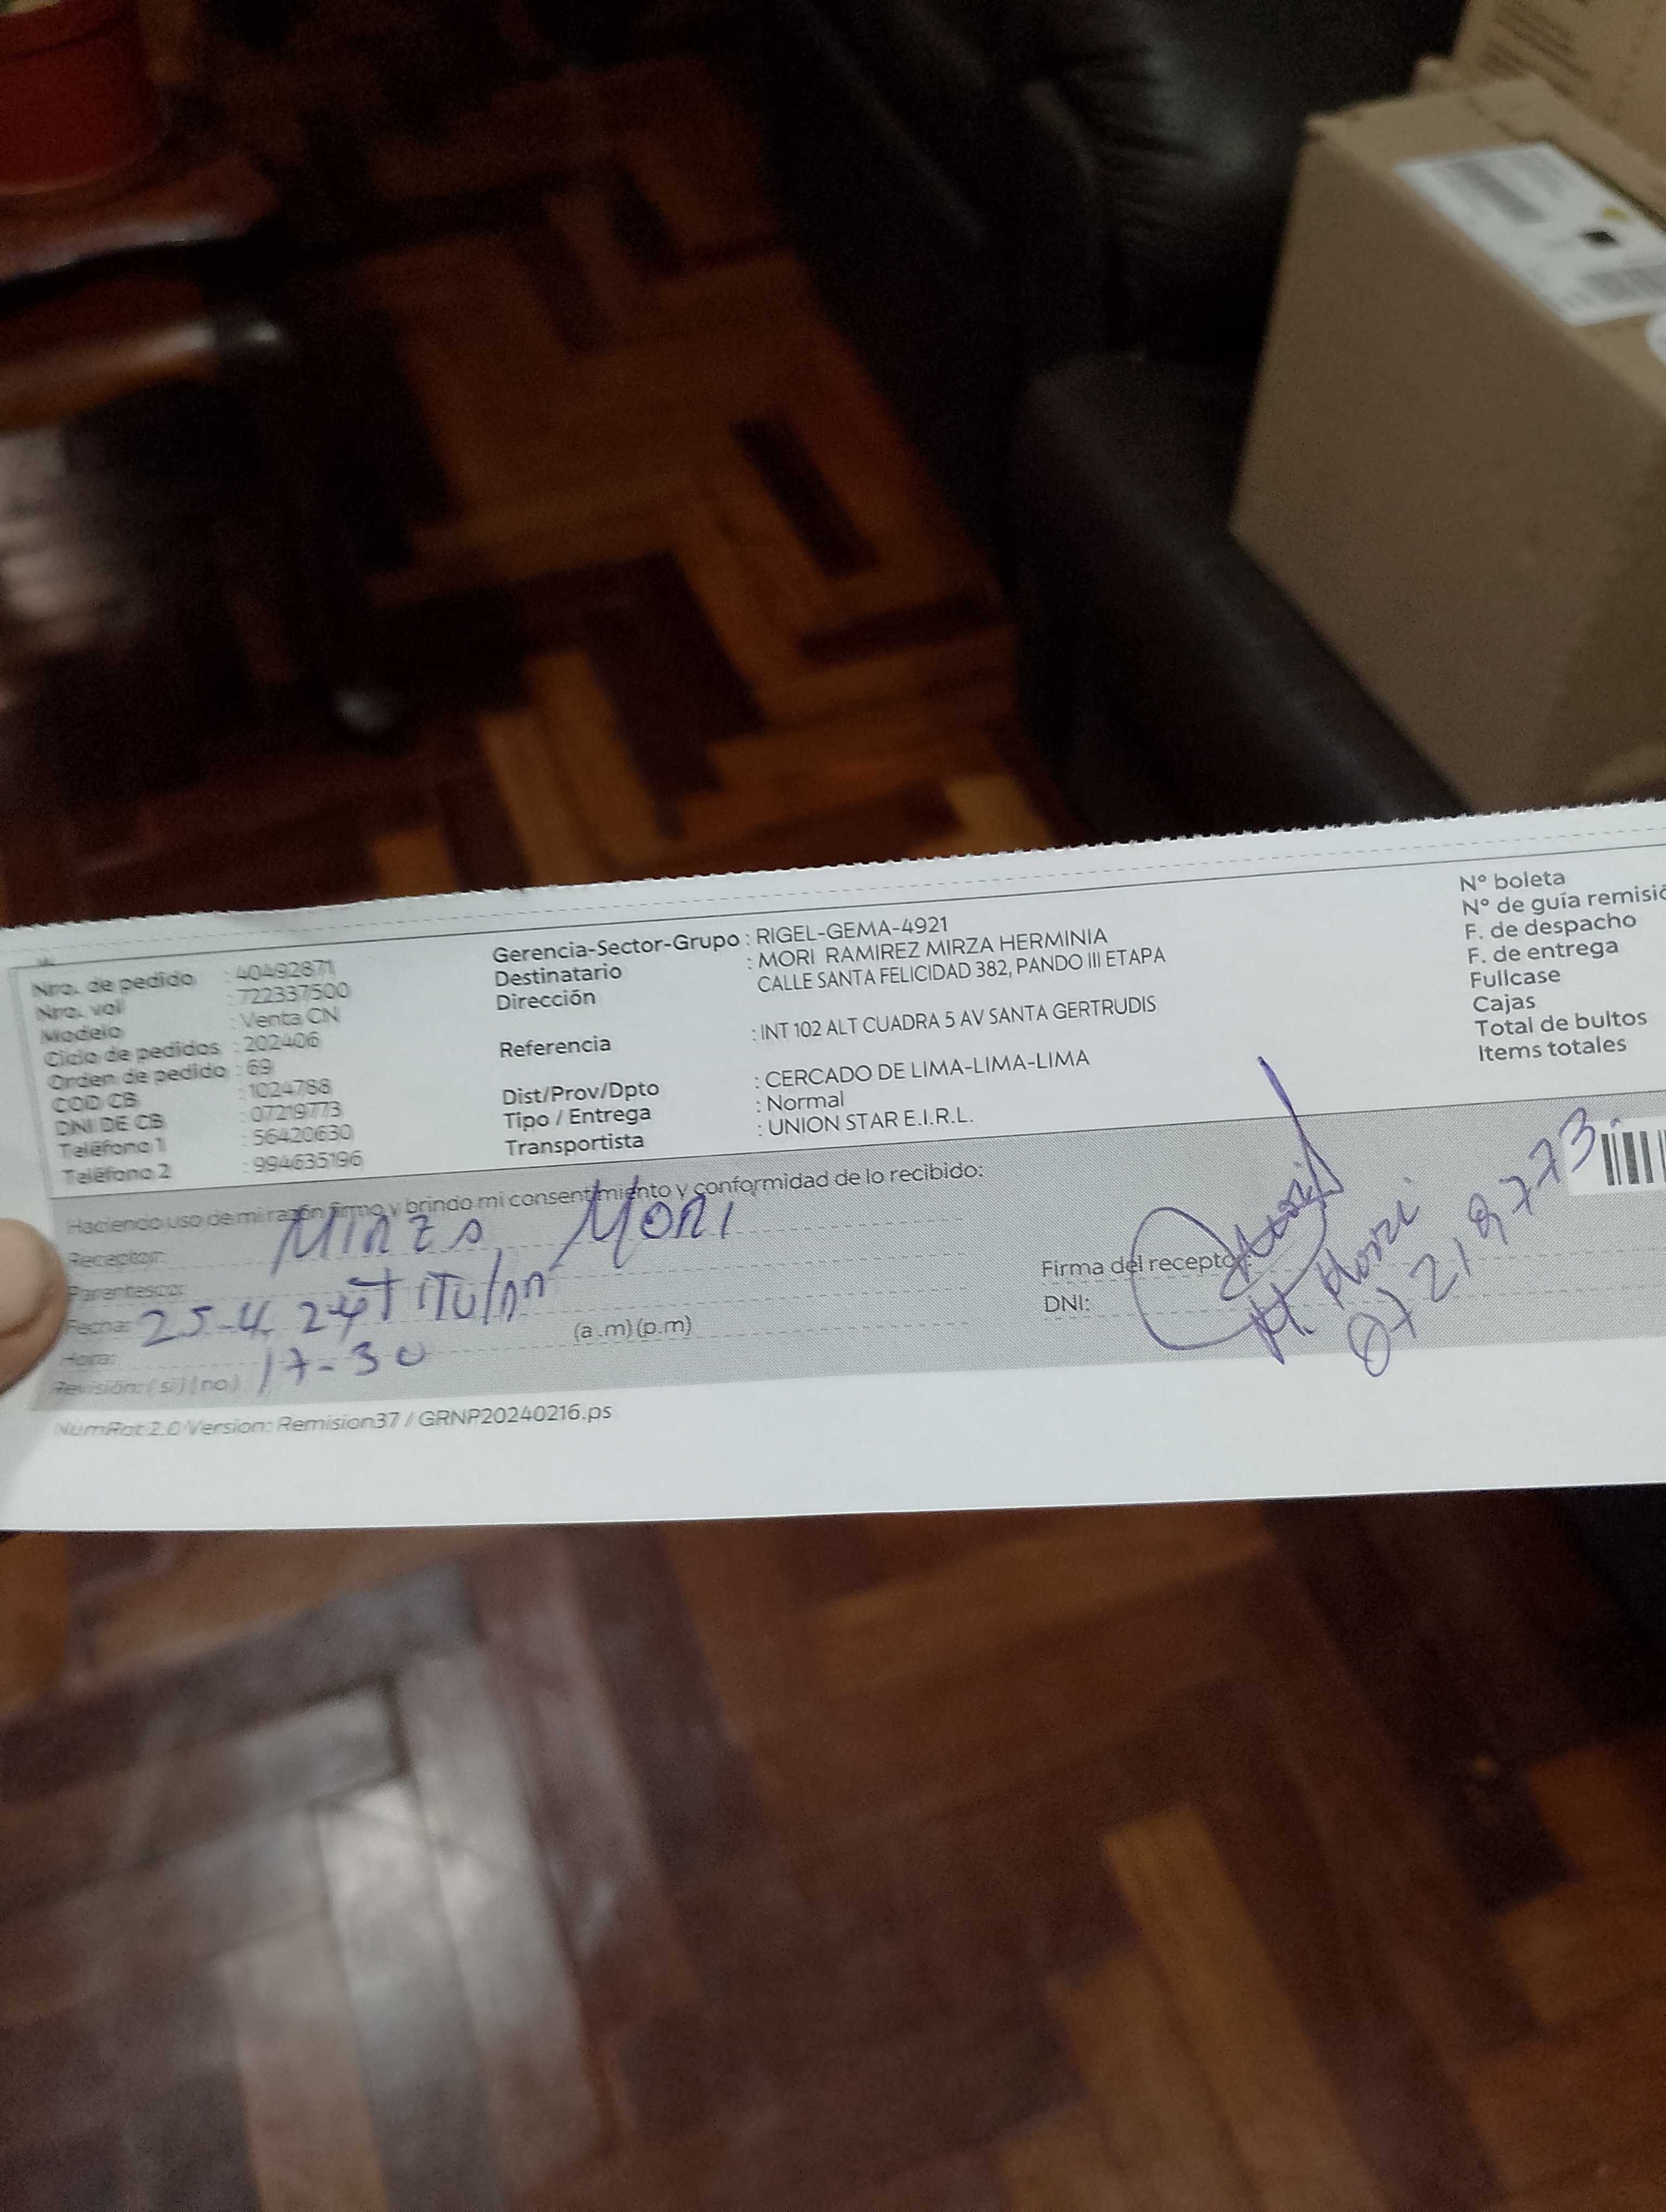 Nro. de pedido : 40492871
Nro. vol : 722337500
Modelo : Venta CN
Ciclo de pedidos : 202406
Orden de pedido : 69
COD CB : 1024788
DNI DE CB : 07219773
Teléfono 1 : 56420630
Teléfono 2 : 994635196
Gerencia-Sector-Grupo : RIGEL-GEMA-4921
Destinatario : MORI RAMIREZ MIRZA HERMINIA
Dirección CALLE SANTA FELICIDAD 382, PANDO III ETAPA
Referencia : INT 102 ALT CUADRA 5 AV SANTA GERTRUDIS
Dist/Prov/Dpto : CERCADO DE LIMA-LIMA-LIMA
Tipo / Entrega : Normal
Transportista : UNION STAR E.I.R.L.
N° boleta
N° de guía remisió
F. de despacho
F. de entrega
Fullcase
Cajas
Total de bultos
Items totales
Haciendo uso de mi razón firmo y brindo mi consentimiento y conformidad de lo recibido:
Receptor: Mirza Mori
Parentesco: Titular
Fecha: 25-4-24
Hora: 17-30 (a.m) (p.m)
Revisión: ( si ) ( no )
Firma del receptor:
M. Mori
DNI: 07219773
NumRot 2.0 Version: Remision37 / GRNP20240216.ps